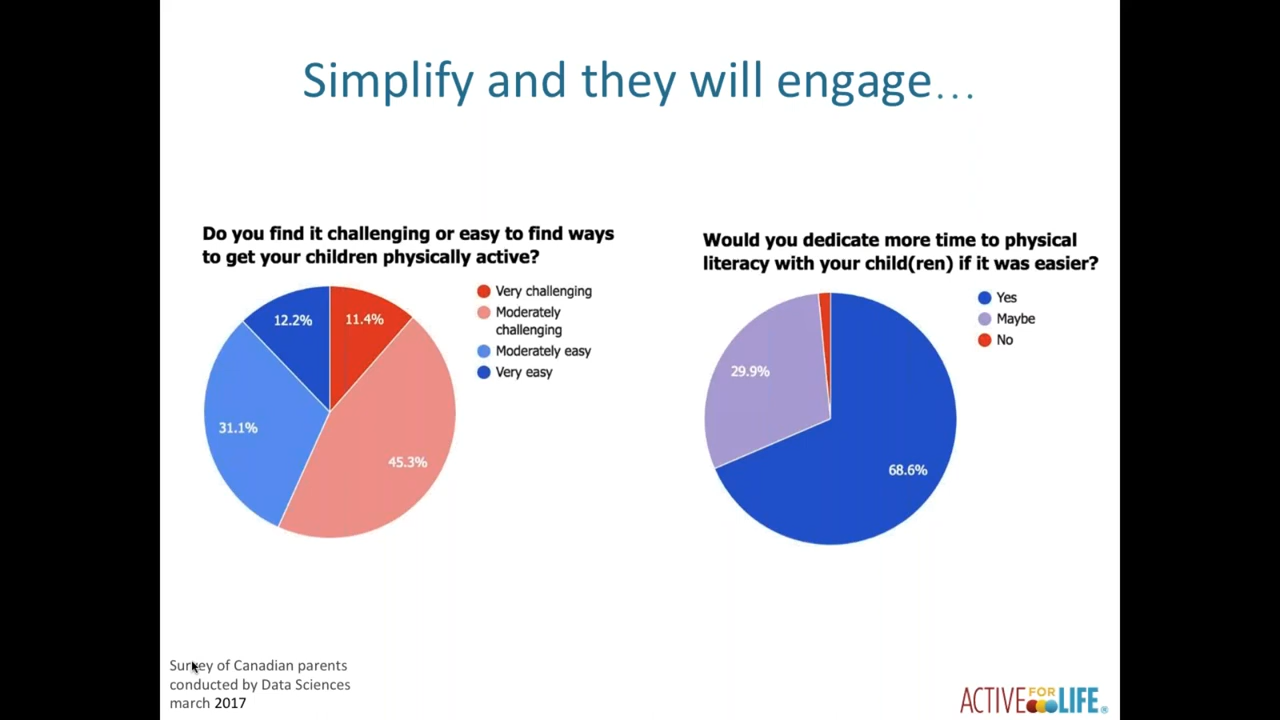 Simplify and they will engage...
Do you find it challenging or easy to find ways
to get your children physically active?
Very challenging
Moderately
challenging
Moderately easy
Very easy
12.2%
11.4%
31.1%
45.3%
Would you dedicate more time to physical
literacy with your child(ren) if it was easier?
Yes
Maybe
No
29.9%
68.6%
Survey of Canadian parents
conducted by Data Sciences
march 2017
ACTIVE FOR LIFE®